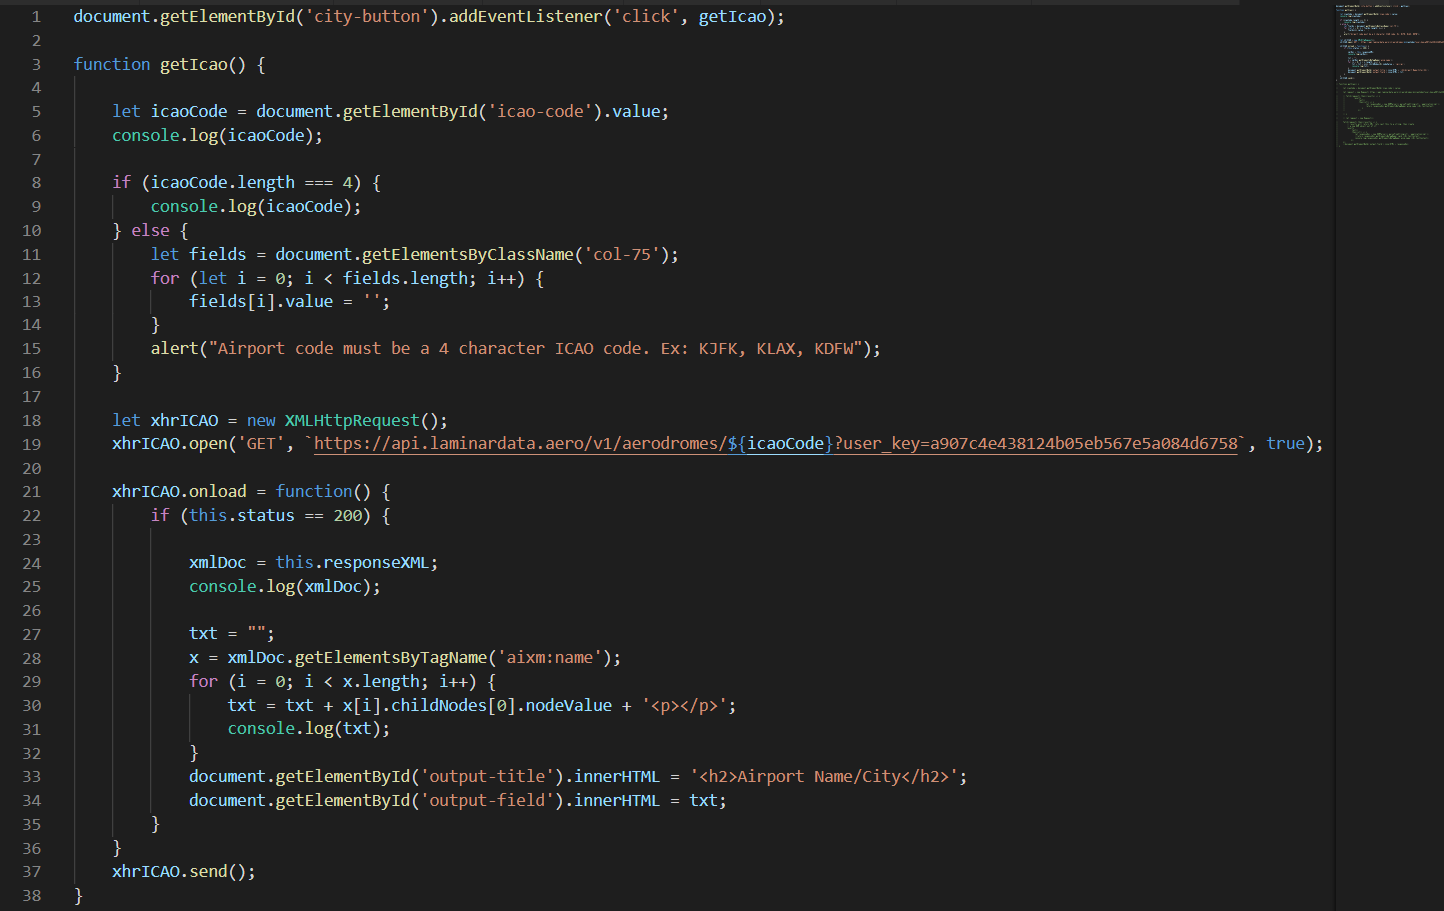 1 document.getElementById('city-button').addEventListener('click', getIcao);
2
3 function getIcao() {
4
5 let icaoCode = document.getElementById('icao-code').value;
6 console.log(icaoCode);
7
8 if (icaoCode.length === 4) {
9 console.log(icaoCode);
10 } else {
11 let fields = document.getElementsByClassName('col-75');
12 for (let i = 0; i < fields.length; i++) {
13 fields[i].value = '';
14 }
15 alert("Airport code must be a 4 character ICAO code. Ex: KJFK, KLAX, KDFW");
16 }
17
18 let xhrICAO = new XMLHttpRequest();
19 xhrICAO.open('GET', `https://api.laminardata.aero/v1/aerodromes/${icaoCode}?user_key=a907c4e438124b05eb567e5a084d6758`, true);
20
21 xhrICAO.onload = function() {
22 if (this.status == 200) {
23
24 xmlDoc = this.responseXML;
25 console.log(xmlDoc);
26
27 txt = "";
28 x = xmlDoc.getElementsByTagName('aixm:name');
29 for (i = 0; i < x.length; i++) {
30 txt = txt + x[i].childNodes[0].nodeValue + '<p></p>';
31 console.log(txt);
32 }
33 document.getElementById('output-title').innerHTML = '<h2>Airport Name/City</h2>';
34 document.getElementById('output-field').innerHTML = txt;
35 }
36 }
37 xhrICAO.send();
38 }